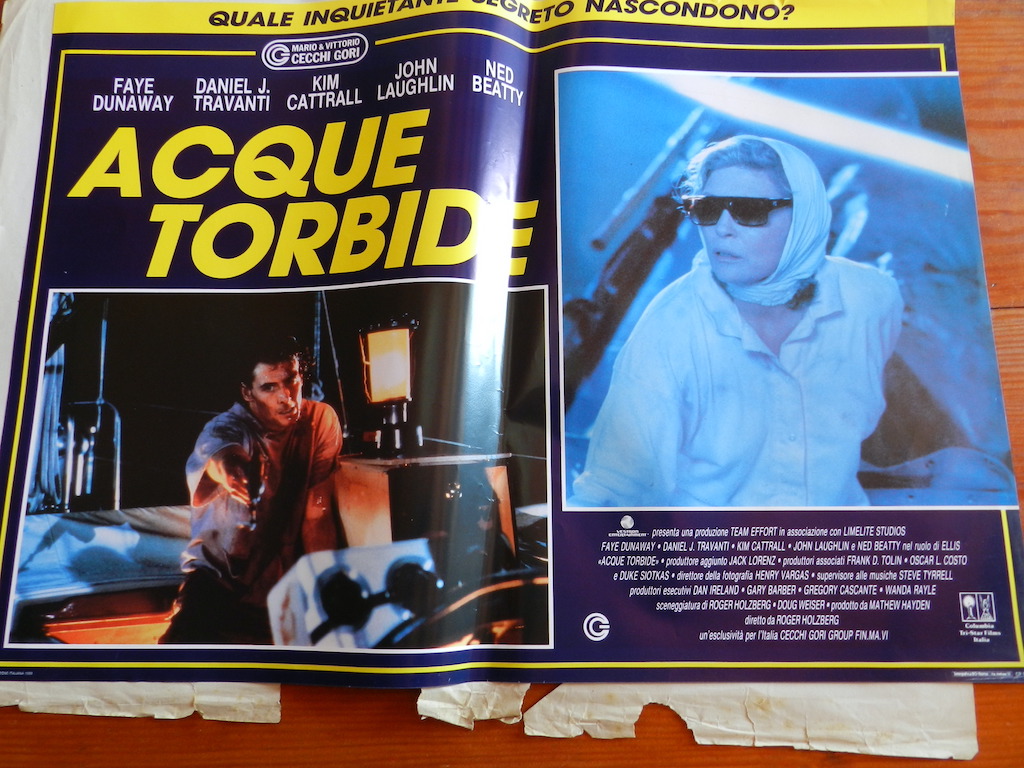 QUALE INQUIETANTE SEGRETO NASCONDONO?
MARIO & VITTORIO
CECCHI GORI
FAYE
DUNAWAY
DANIEL J.
TRAVANTI
KIM
CATTRALL
JOHN
LAUGHLIN
NED
BEATTY
ACQUE
TORBIDE
VESTRON
ENTERTAINMENT presenta una produzione TEAM EFFORT in associazione con LIMELITE STUDIOS
FAYE DUNAWAY • DANIEL J. TRAVANTI • KIM CATTRALL • JOHN LAUGHLIN e NED BEATTY nel ruolo di ELLIS
«ACQUE TORBIDE» • produttore aggiunto JACK LORENZ • produttori associati FRANK D. TOLIN • OSCAR L. COSTO
e DUKE SIOTKAS • direttore della fotografia HENRY VARGAS • supervisore alle musiche STEVE TYRRELL
produttori esecutivi DAN IRELAND • GARY BARBER • GREGORY CASCANTE • WANDA RAYLE
sceneggiatura di ROGER HOLZBERG • DOUG WEISER • prodotto da MATHEW HAYDEN
diretto da ROGER HOLZBERG
un'esclusività per l'Italia CECCHI GORI GROUP FIN.MA.VI
Columbia
Tri-Star Films
Italia